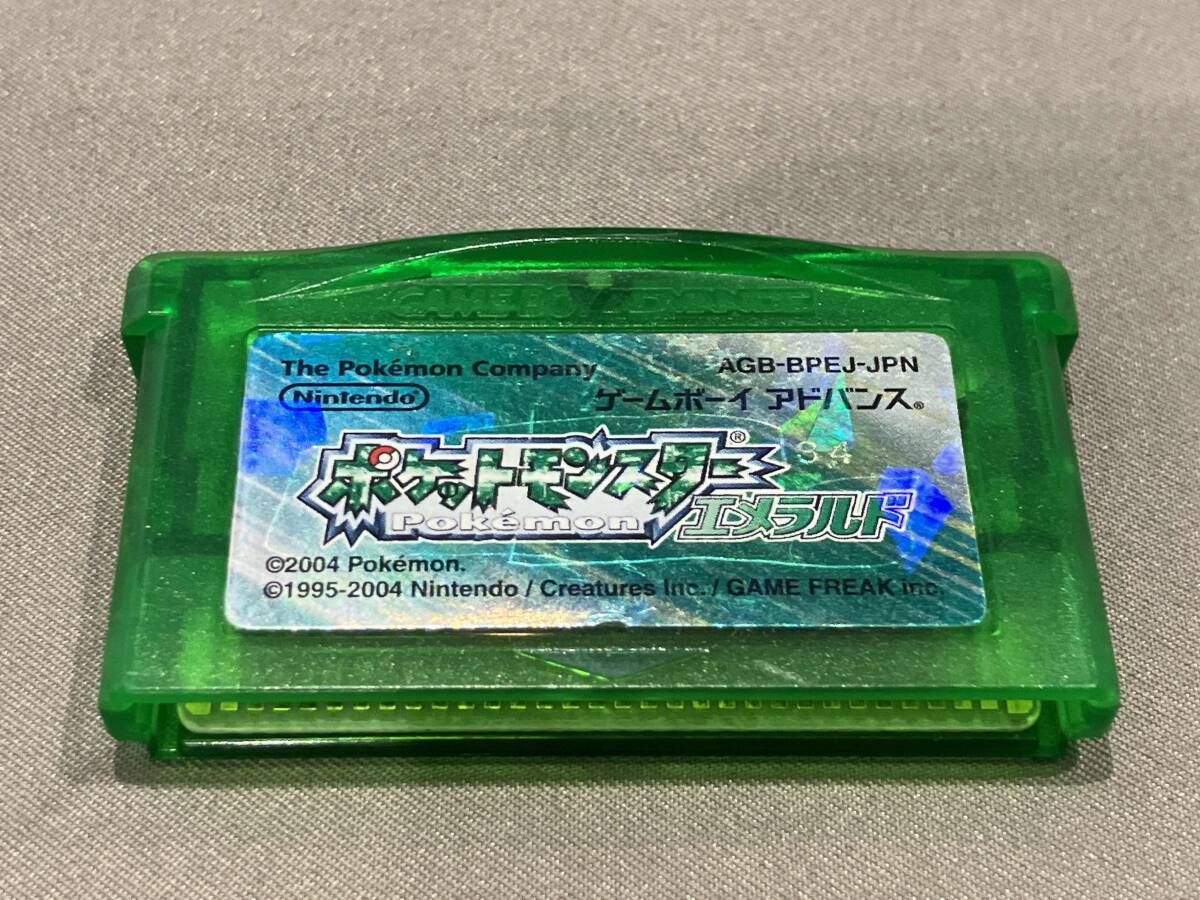 GAME BOY ADVANCE
The Pokémon Company
AGB-BPEJ-JPN
Nintendo
ゲームボーイ アドバンス®
ポケットモンスター®
34
Pokémon
エメラルド
©2004 Pokémon.
©1995-2004 Nintendo / Creatures Inc. / GAME FREAK inc.